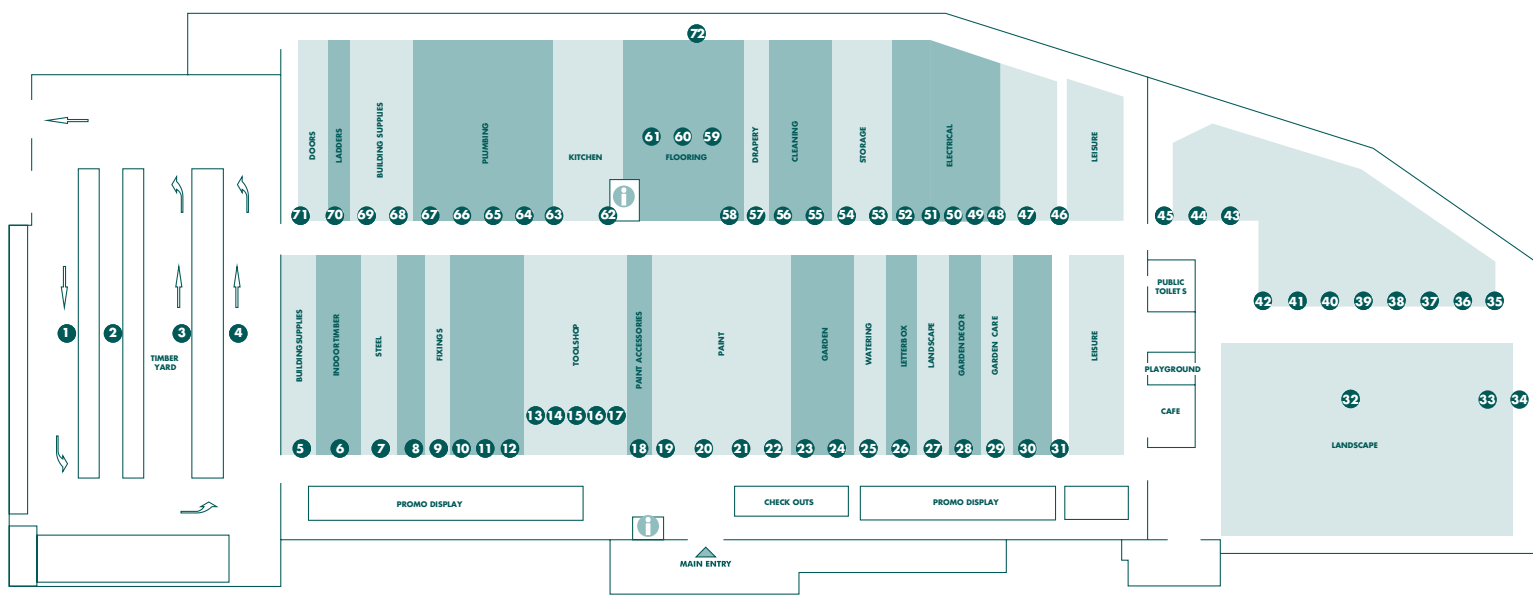 72
DOORS
LADDERS
BUILDING SUPPLIES
PLUMBING
KITCHEN
61 60 59
FLOORING
DRAPERY
CLEANING
STORAGE
ELECTRICAL
LEISURE
i
71 70 69 68 67 66 65 64 63 62 58 57 56 55 54 53 52 51 50 49 48 47 46 45 44 43
PUBLIC
TOILET S
42 41 40 39 38 37 36 35
1 2 3 4
TIMBER
YARD
BUILDING SUPPLIES
INDOOR TIMBER
STEEL
FIXINGS
TOOLSHOP
PAINT ACCESSORIES
PAINT
GARDEN
WATERING
LETTERBOX
LANDSCAPE
GARDEN DECOR
GARDEN CARE
LEISURE
PLAYGROUND
CAFE
32 33 34
LANDSCAPE
13 14 15 16 17
5 6 7 8 9 10 11 12 18 19 20 21 22 23 24 25 26 27 28 29 30 31
PROMO DISPLAY
CHECK OUTS
PROMO DISPLAY
i
MAIN ENTRY